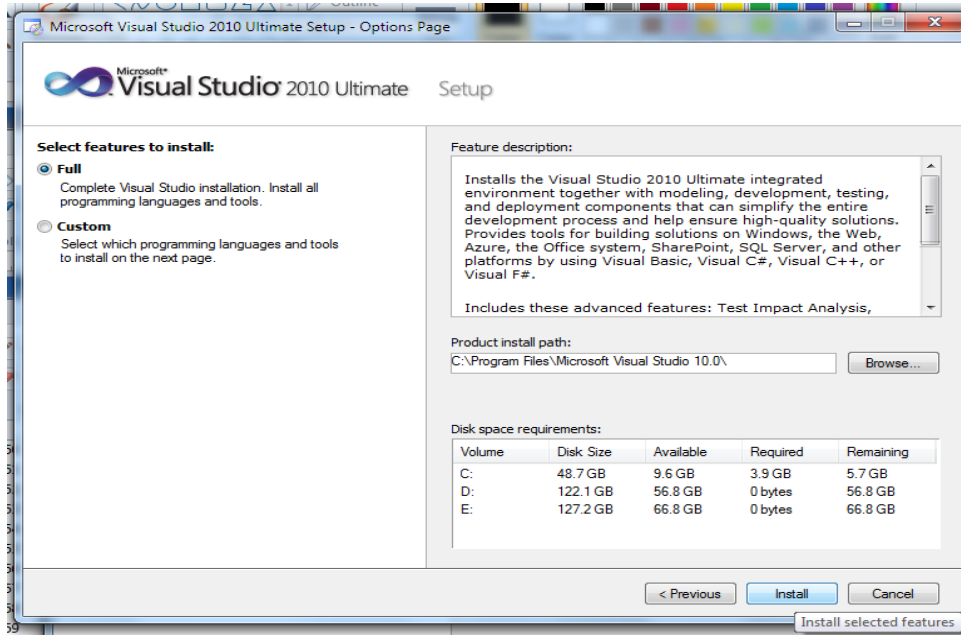 Outline
Microsoft Visual Studio 2010 Ultimate Setup - Options Page
Microsoft®
Visual Studio 2010 Ultimate Setup
Select features to install:
Full
Complete Visual Studio installation. Install all
programming languages and tools.
Custom
Select which programming languages and tools
to install on the next page.
Feature description:
Installs the Visual Studio 2010 Ultimate integrated
environment together with modeling, development, testing,
and deployment components that can simplify the entire
development process and help ensure high-quality solutions.
Provides tools for building solutions on Windows, the Web,
Azure, the Office system, SharePoint, SQL Server, and other
platforms by using Visual Basic, Visual C#, Visual C++, or
Visual F#.
Includes these advanced features: Test Impact Analysis,
Product install path:
C:\Program Files\Microsoft Visual Studio 10.0\
Browse...
Disk space requirements:
Volume Disk Size Available Required Remaining
C: 48.7 GB 9.6 GB 3.9 GB 5.7 GB
D: 122.1 GB 56.8 GB 0 bytes 56.8 GB
E: 127.2 GB 66.8 GB 0 bytes 66.8 GB
< Previous Install Cancel
Install selected features
59